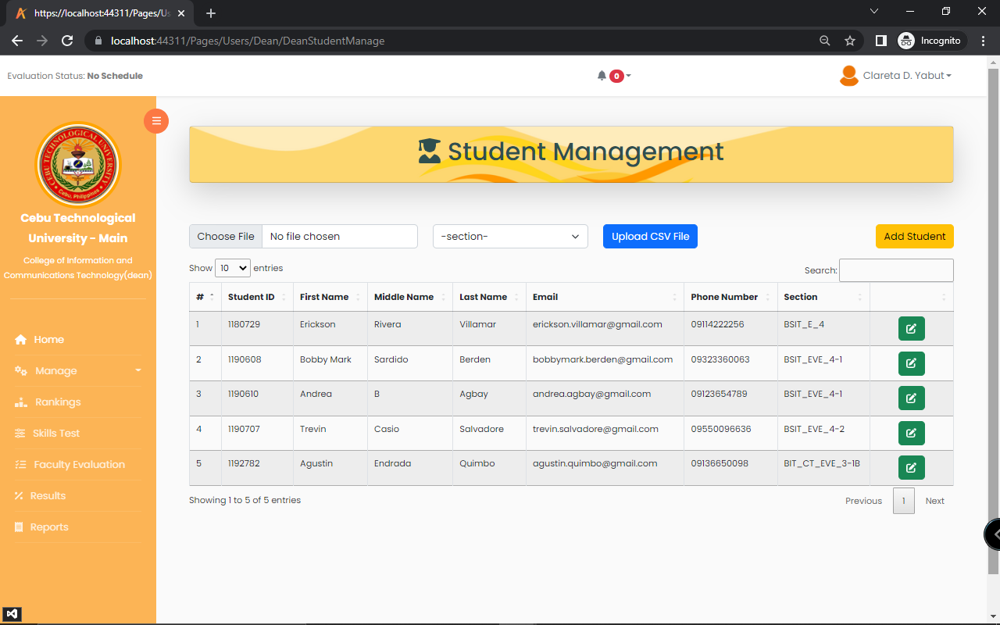 https://localhost:44311/Pages/Us
localhost:44311/Pages/Users/Dean/DeanStudentManage
Incognito
Evaluation Status: No Schedule
0
Clareta D. Yabut
CEBU TECHNOLOGICAL UNIVERSITY
Cebu, Philippines
Cebu Technological
University - Main
College of Information and
Communications Technology(dean)
Home
Manage
Rankings
Skills Test
Faculty Evaluation
Results
Reports
Student Management
Choose File No file chosen -section- Upload CSV File Add Student
Show 10 entries Search:
# Student ID First Name Middle Name Last Name Email Phone Number Section
1 1180729 Erickson Rivera Villamar erickson.villamar@gmail.com 09114222256 BSIT_E_4
2 1190608 Bobby Mark Sardido Berden bobbymark.berden@gmail.com 09323360063 BSIT_EVE_4-1
3 1190610 Andrea B Agbay andrea.agbay@gmail.com 09123654789 BSIT_EVE_4-1
4 1190707 Trevin Casio Salvadore trevin.salvadore@gmail.com 09550096636 BSIT_EVE_4-2
5 1192782 Agustin Endrada Quimbo agustin.quimbo@gmail.com 09136650098 BIT_CT_EVE_3-1B
Showing 1 to 5 of 5 entries Previous 1 Next